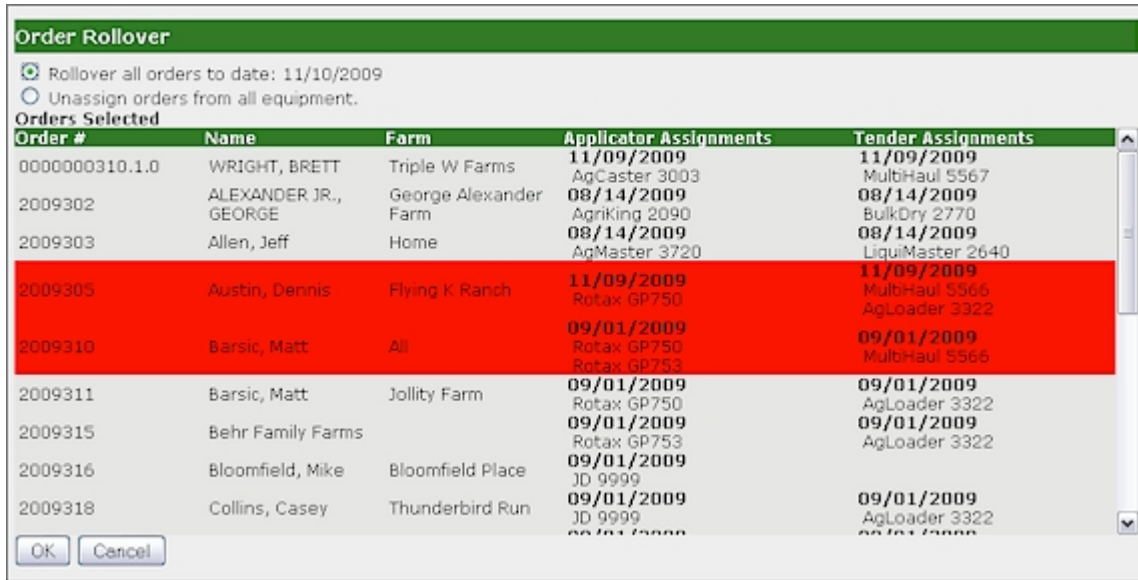 Order Rollover
Rollover all orders to date: 11/10/2009
Unassign orders from all equipment.
Orders Selected
Order # Name Farm Applicator Assignments Tender Assignments
0000000310.1.0 WRIGHT, BRETT Triple W Farms 11/09/2009 AgCaster 3003 11/09/2009 MultiHaul 5567
2009302 ALEXANDER JR., GEORGE George Alexander Farm 08/14/2009 AgriKing 2090 08/14/2009 BulkDry 2770
2009303 Allen, Jeff Home 08/14/2009 AgMaster 3720 08/14/2009 LiquiMaster 2640
2009305 Austin, Dennis Flying K Ranch 11/09/2009 Rotax GP750 11/09/2009 MultiHaul 5566 AgLoader 3322
2009310 Barsic, Matt All 09/01/2009 Rotax GP750 Rotax GP753 09/01/2009 MultiHaul 5566
2009311 Barsic, Matt Jollity Farm 09/01/2009 Rotax GP750 09/01/2009 AgLoader 3322
2009315 Behr Family Farms 09/01/2009 Rotax GP753 09/01/2009 AgLoader 3322
2009316 Bloomfield, Mike Bloomfield Place 09/01/2009 JD 9999
2009318 Collins, Casey Thunderbird Run 09/01/2009 JD 9999 09/01/2009 AgLoader 3322
OK Cancel